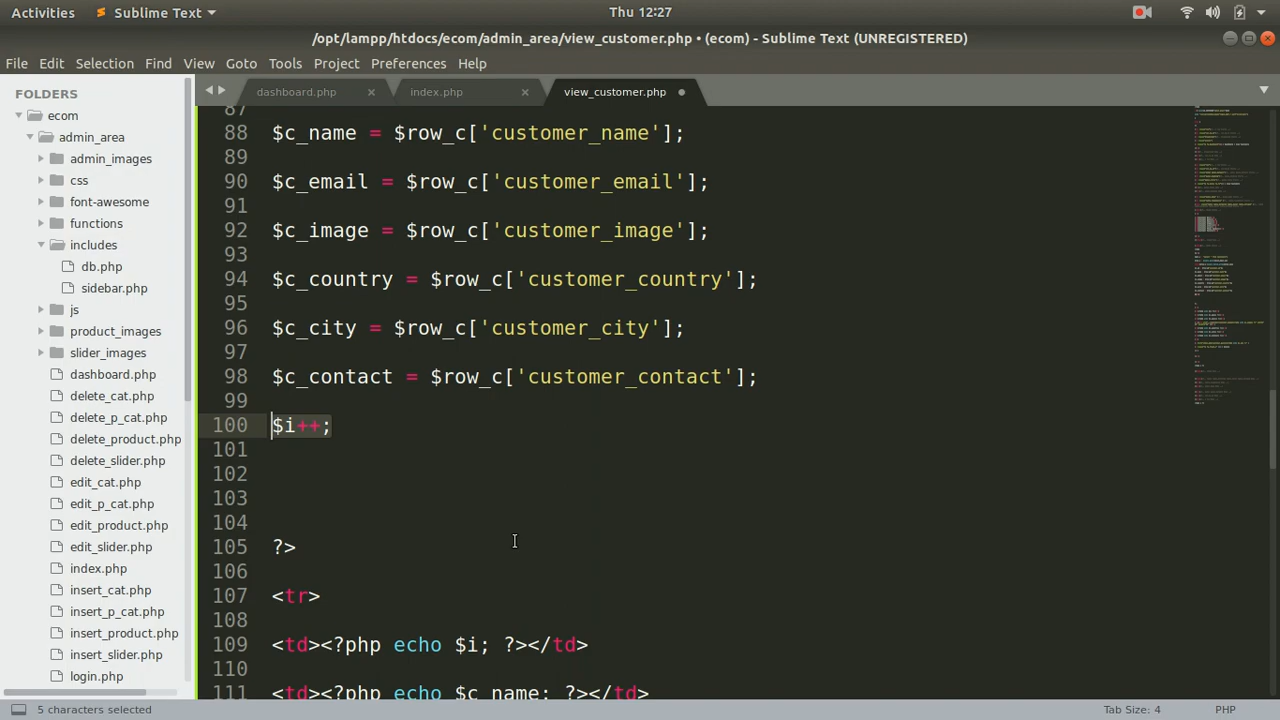 Activities Sublime Text Thu 12:27
/opt/lampp/htdocs/ecom/admin_area/view_customer.php • (ecom) - Sublime Text (UNREGISTERED)
File Edit Selection Find View Goto Tools Project Preferences Help
FOLDERS
ecom
admin_area
admin_images
css
font-awesome
functions
includes
db.php
sidebar.php
js
product_images
slider_images
dashboard.php
delete_cat.php
delete_p_cat.php
delete_product.php
delete_slider.php
edit_cat.php
edit_p_cat.php
edit_product.php
edit_slider.php
index.php
insert_cat.php
insert_p_cat.php
insert_product.php
insert_slider.php
login.php
dashboard.php index.php view_customer.php
87
88 $c_name = $row_c['customer_name'];
89
90 $c_email = $row_c['customer_email'];
91
92 $c_image = $row_c['customer_image'];
93
94 $c_country = $row_c['customer_country'];
95
96 $c_city = $row_c['customer_city'];
97
98 $c_contact = $row_c['customer_contact'];
99
100 $i++;
101
102
103
104
105 ?>
106
107 <tr>
108
109 <td><?php echo $i; ?></td>
110
111 <td><?php echo $c_name; ?></td>
5 characters selected Tab Size: 4 PHP